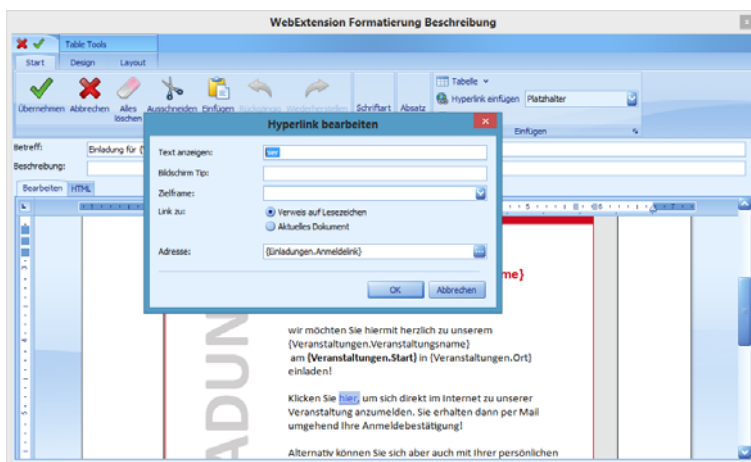 WebExtension Formatierung Beschreibung
Table Tools
Start Design Layout
Übernehmen Abbrechen Alles löschen Ausschneiden Einfügen Rückgängig Wiederherstellen Schriftart Absatz
Tabelle
Hyperlink einfügen Platzhalter
Einfügen
Betreff: Einladung für {
Beschreibung:
Bearbeiten HTML
Hyperlink bearbeiten
Text anzeigen:
Bildschirm Tip:
Zielframe:
Link zu: Verweis auf Lesezeichen
Aktuelles Dokument
Adresse: {Einladungen.Anmeldelink}
OK Abbrechen
me}
ADUN
wir möchten Sie hiermit herzlich zu unserem
{Veranstaltungen.Veranstaltungsname}
am {Veranstaltungen.Start} in {Veranstaltungen.Ort}
einladen!
Klicken Sie hier, um sich direkt im Internet zu unserer
Veranstaltung anzumelden. Sie erhalten dann per Mail
umgehend Ihre Anmeldebestätigung!
Alternativ können Sie sich aber auch mit Ihrer persönlichen